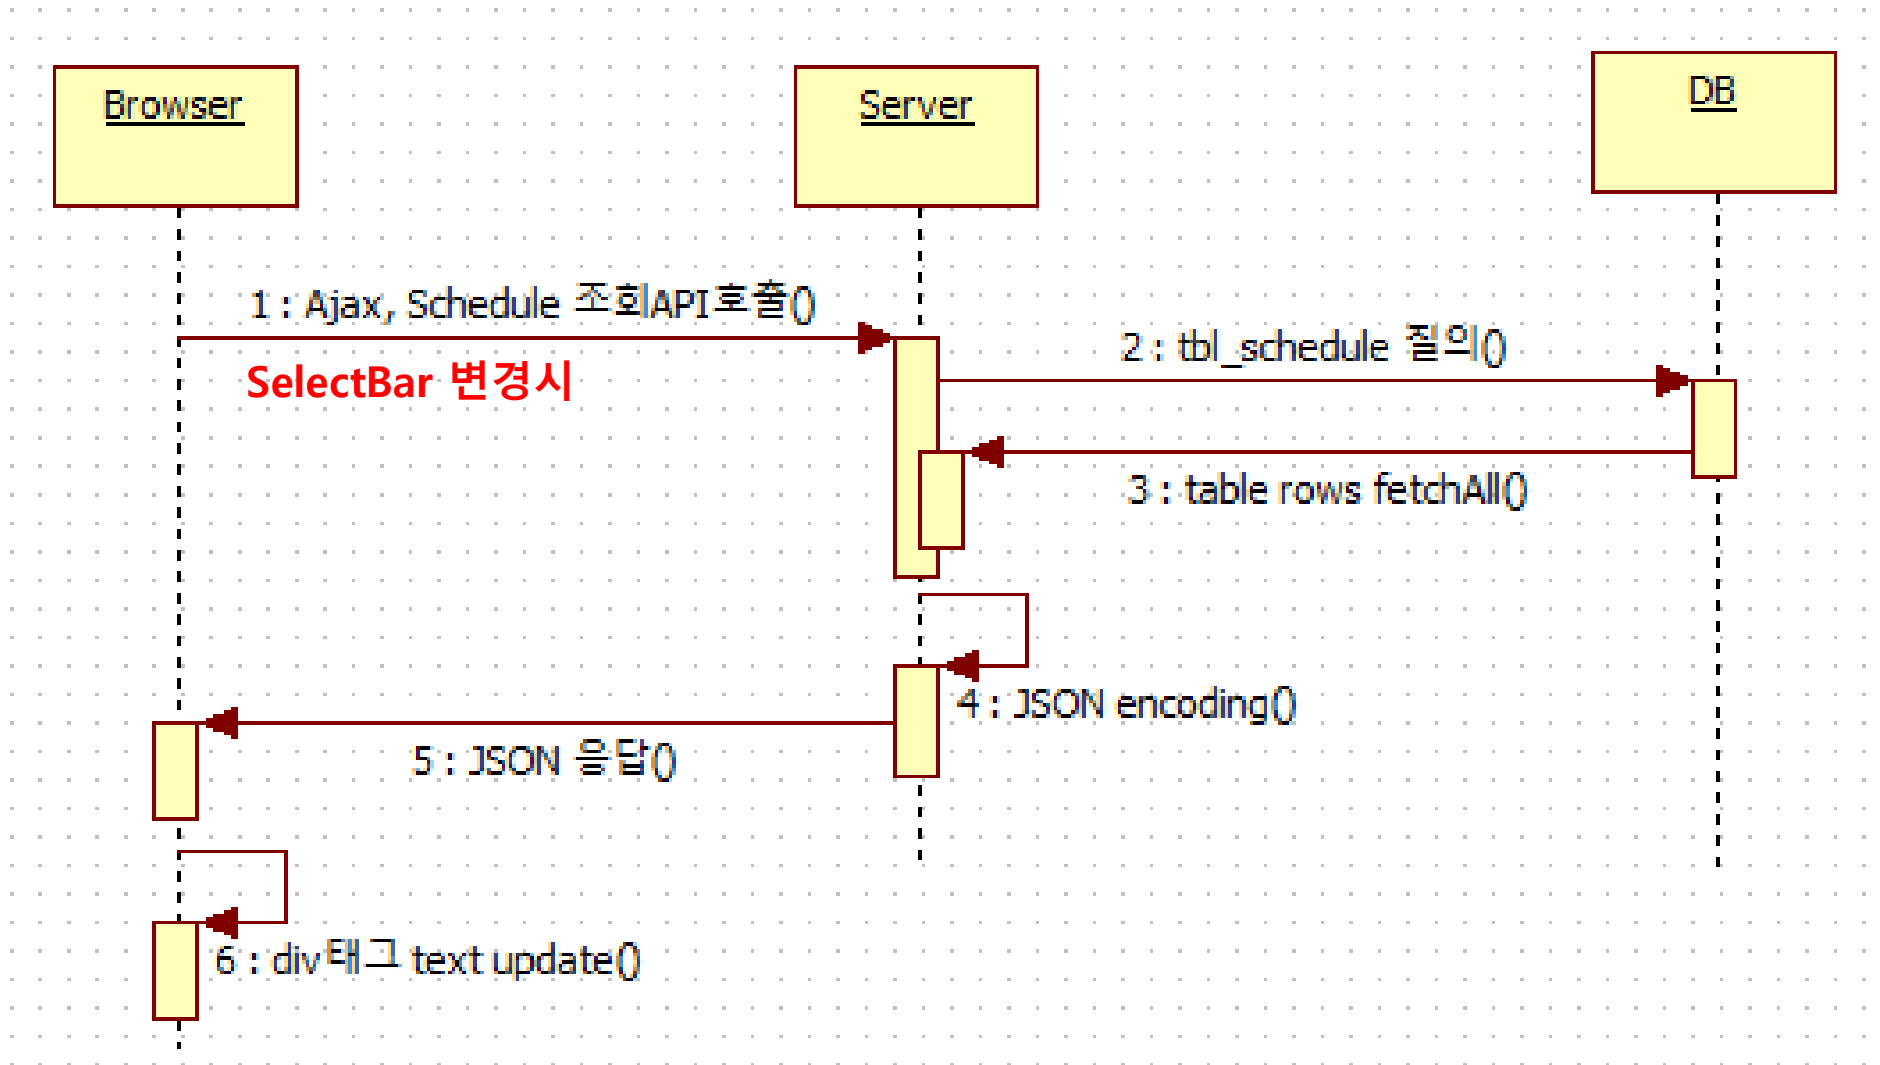 Browser
Server
DB
1 : Ajax, Schedule 조회API호출()
SelectBar 변경시
2 : tbl_schedule 질의()
3 : table rows fetchAll()
4 : JSON encoding()
5 : JSON 응답()
6 : div태그 text update()